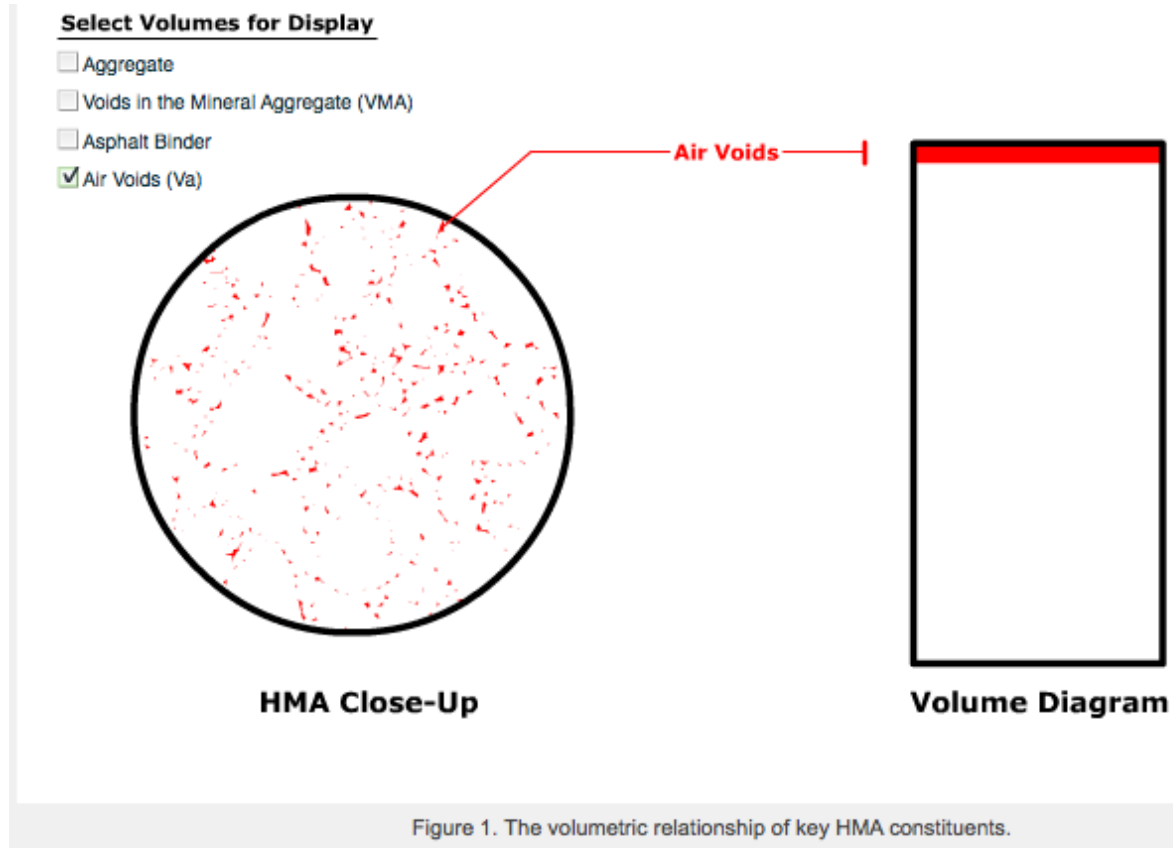 Select Volumes for Display
Aggregate
Voids in the Mineral Aggregate (VMA)
Asphalt Binder
Air Voids (Va)
Air Voids
HMA Close-Up
Volume Diagram
Figure 1. The volumetric relationship of key HMA constituents.